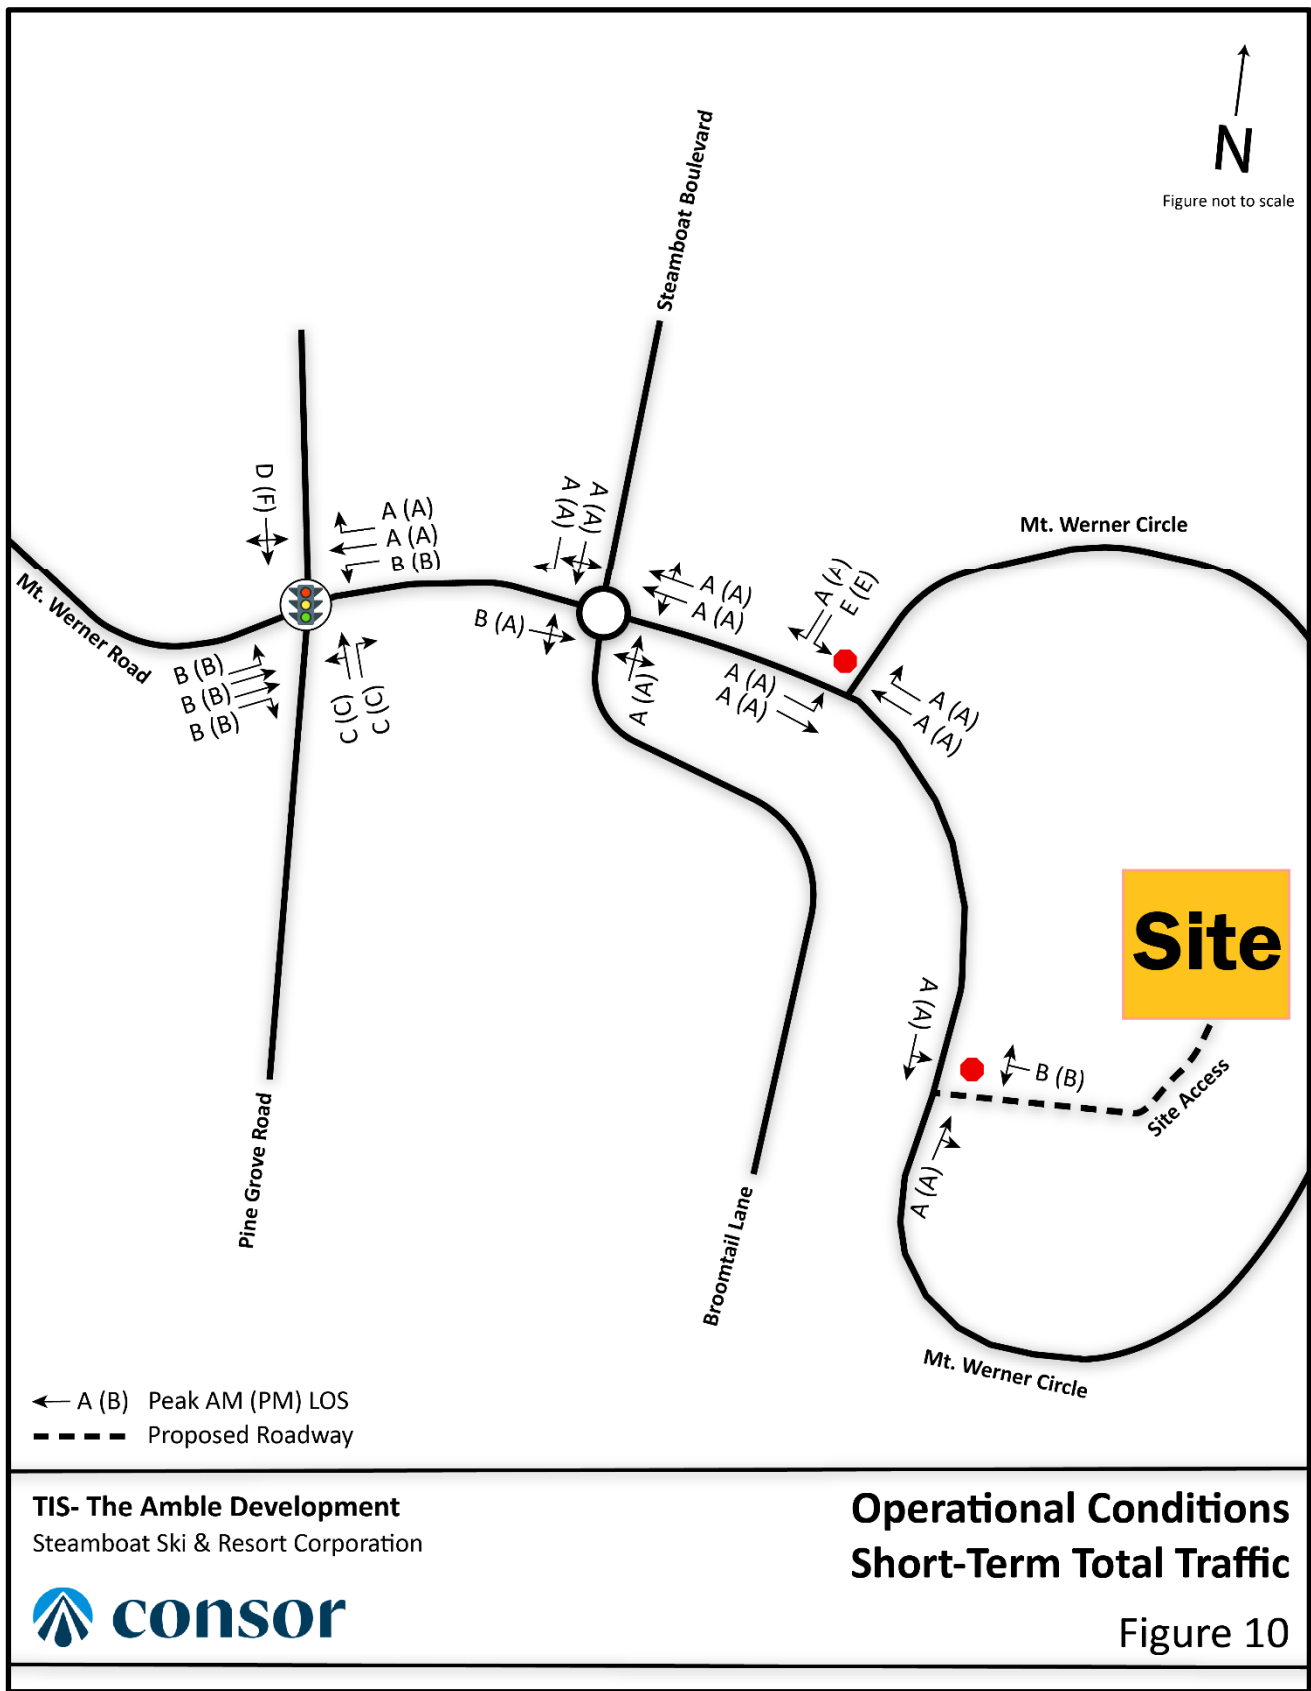 N
Figure not to scale
Steamboat Boulevard
Mt. Werner Circle
D (F)
A (A)
A (A)
B (B)
A (A)
A (A)
B (A)
A (A)
A (A)
A (A)
E (E)
Mt. Werner Road
B (B)
B (B)
B (B)
C (C)
C (C)
A (A)
A (A)
A (A)
A (A)
A (A)
Site
A (A)
B (B)
Site Access
A (A)
Pine Grove Road
Broomtail Lane
Mt. Werner Circle
A (B) Peak AM (PM) LOS
Proposed Roadway
TIS- The Amble Development
Steamboat Ski & Resort Corporation
consor
Operational Conditions
Short-Term Total Traffic
Figure 10